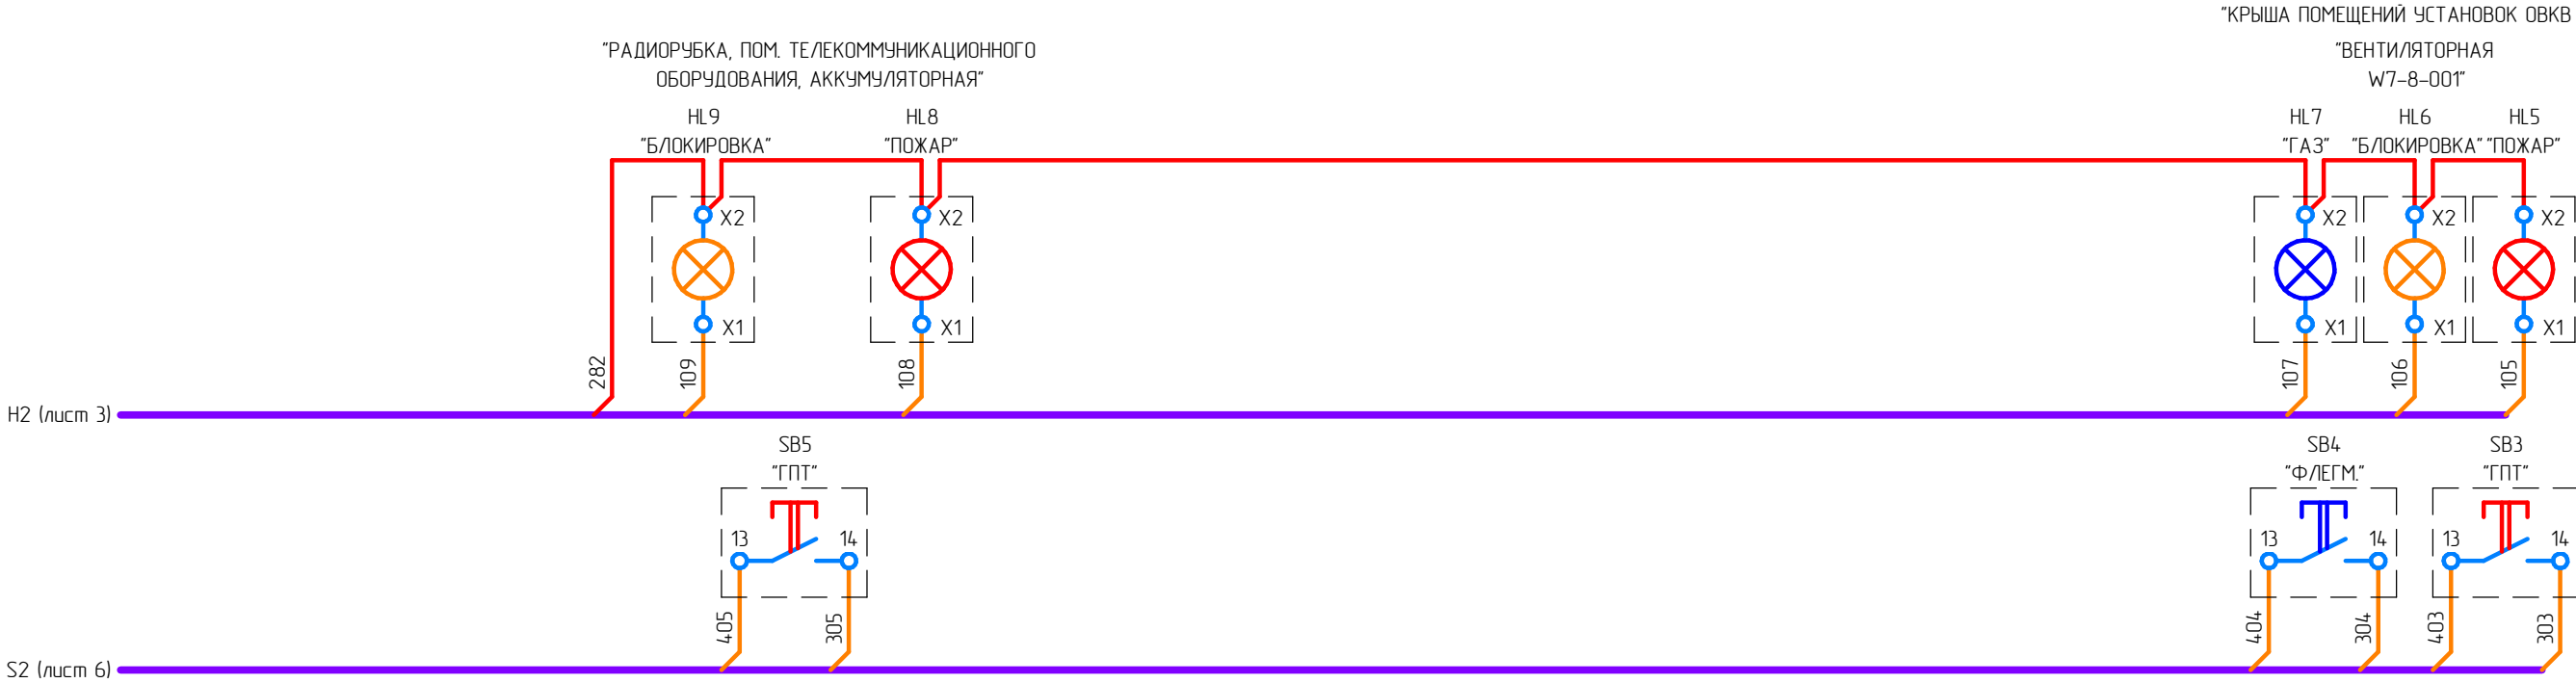 "КРЫША ПОМЕЩЕНИЙ УСТАНОВОК ОВКВ
"РАДИОРУБКА, ПОМ. ТЕЛЕКОММУНИКАЦИОННОГО
ОБОРУДОВАНИЯ, АККУМУЛЯТОРНАЯ"
"ВЕНТИЛЯТОРНАЯ
W7-8-001"
HL9 HL8 HL7 HL6 HL5
"БЛОКИРОВКА" "ПОЖАР" "ГАЗ" "БЛОКИРОВКА" "ПОЖАР"
X2 X2 X2 X2 X2
X1 X1 X1 X1 X1
282 109 108 107 106 105
H2 (лист 3)
SB5 SB4 SB3
"ГПТ" "ФЛЕГМ." "ГПТ"
13 14 13 14 13 14
405 305 404 304 403 303
S2 (лист 6)